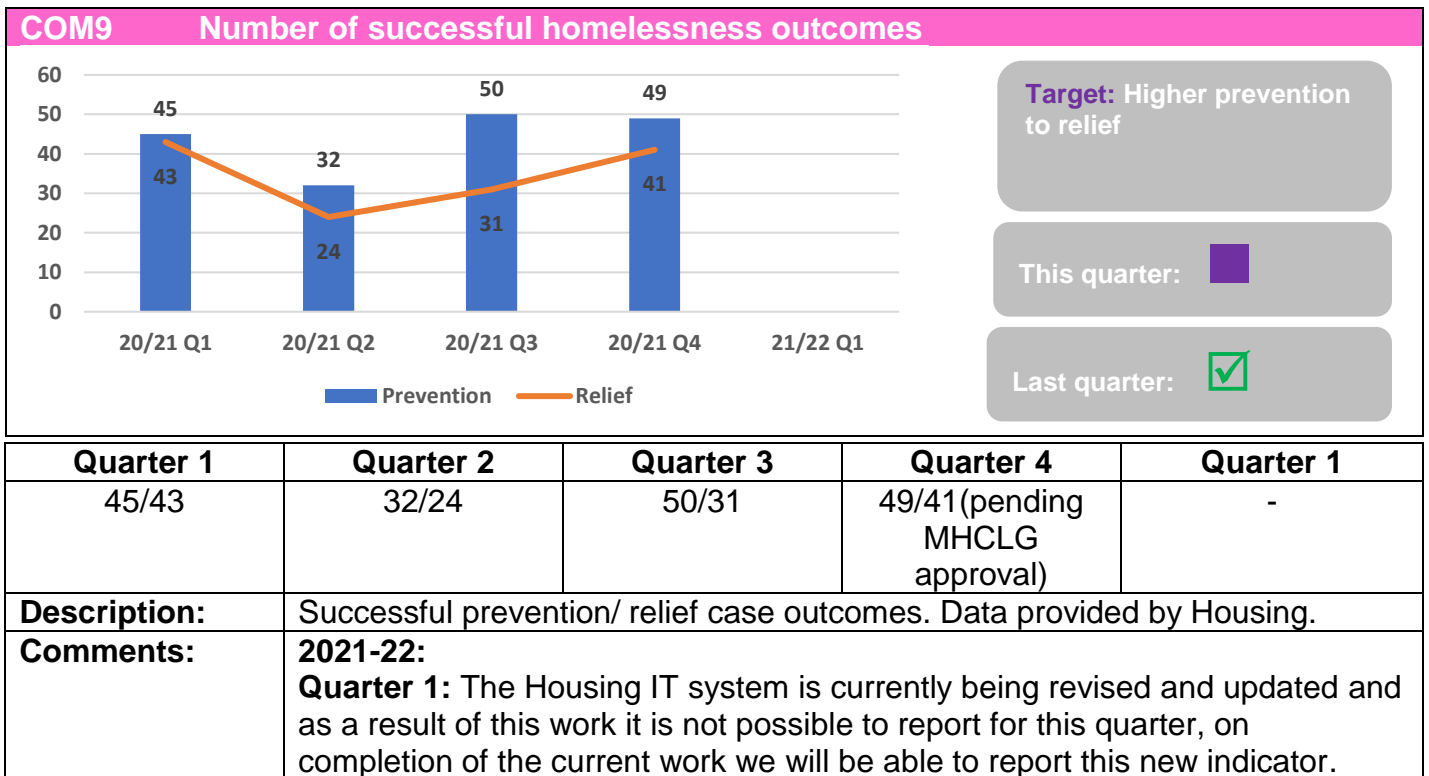 COM9 Number of successful homelessness outcomes
60
50
40
30
20
10
0
45
32
50
49
43
24
31
41
20/21 Q1 20/21 Q2 20/21 Q3 20/21 Q4 21/22 Q1
Prevention Relief
Target: Higher prevention
to relief
This quarter:
Last quarter:
Quarter 1 Quarter 2 Quarter 3 Quarter 4 Quarter 1
45/43 32/24 50/31 49/41(pending -
MHCLG
approval)
Description: Successful prevention/ relief case outcomes. Data provided by Housing.
Comments: 2021-22:
Quarter 1: The Housing IT system is currently being revised and updated and
as a result of this work it is not possible to report for this quarter, on
completion of the current work we will be able to report this new indicator.